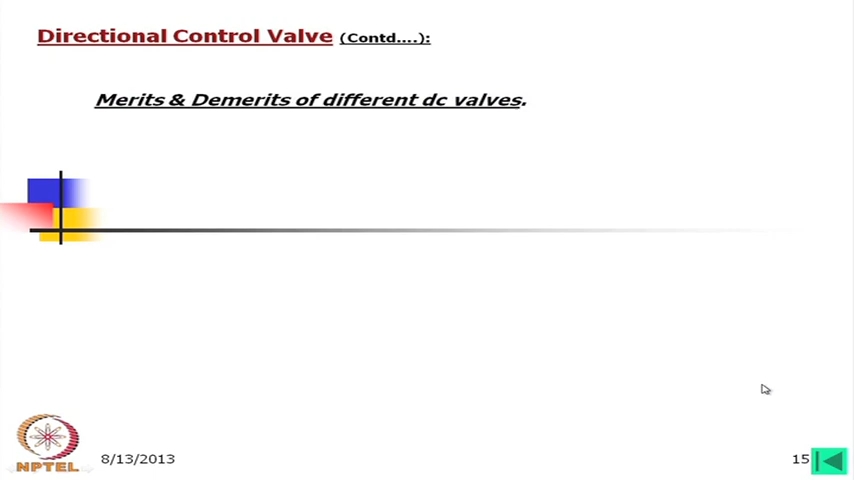 Directional Control Valve (Contd....):
Merits & Demerits of different dc valves.
NPTEL
8/13/2013
15